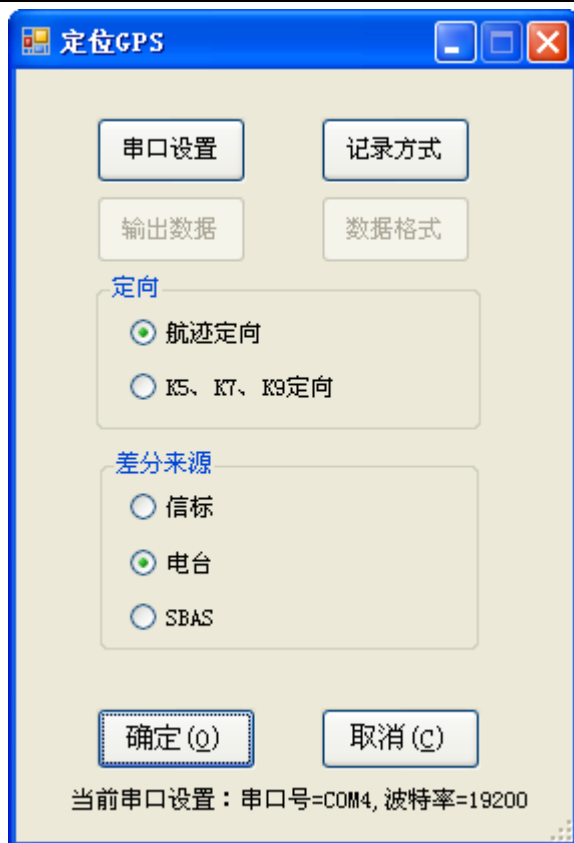 定位GPS
串口设置 记录方式
输出数据 数据格式
定向
航迹定向
K5、K7、K9定向
差分来源
信标
电台
SBAS
确定(O) 取消(C)
当前串口设置：串口号=COM4,波特率=19200